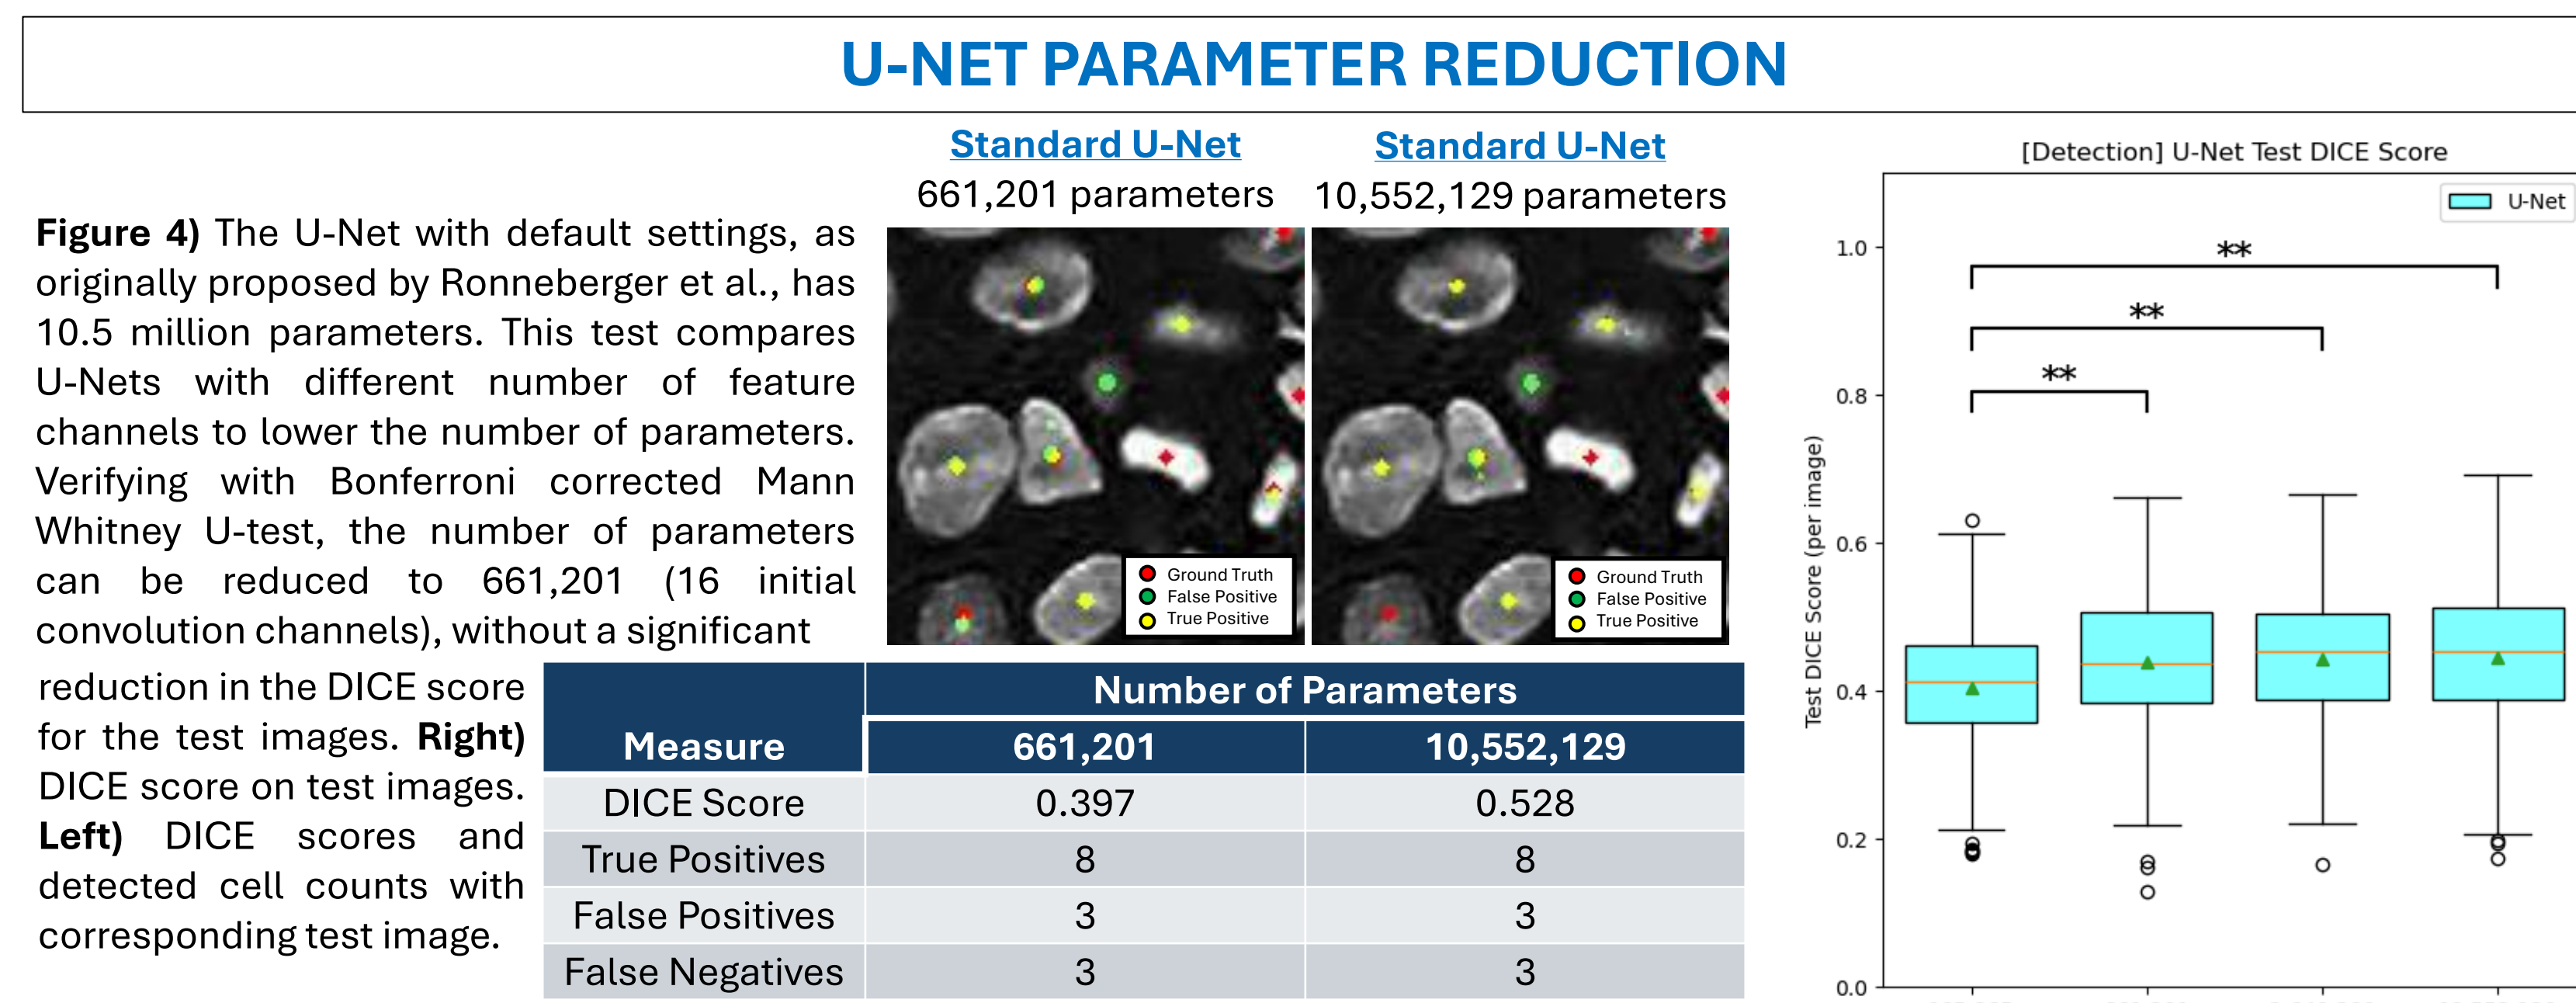 U-NET PARAMETER REDUCTION
Figure 4) The U-Net with default settings, as
originally proposed by Ronneberger et al., has
10.5 million parameters. This test compares
U-Nets with different number of feature
channels to lower the number of parameters.
Verifying with Bonferroni corrected Mann
Whitney U-test, the number of parameters
can be reduced to 661,201 (16 initial
convolution channels), without a significant
reduction in the DICE score
for the test images. Right)
DICE score on test images.
Left) DICE scores and
detected cell counts with
corresponding test image.
Standard U-Net
661,201 parameters
Ground Truth
False Positive
True Positive
Standard U-Net
10,552,129 parameters
Ground Truth
False Positive
True Positive
Number of Parameters
Measure 661,201 10,552,129
DICE Score 0.397 0.528
True Positives 8 8
False Positives 3 3
False Negatives 3 3
[Detection] U-Net Test DICE Score
U-Net
Test DICE Score (per image)
1.0
0.8
0.6
0.4
0.2
0.0
**
**
**